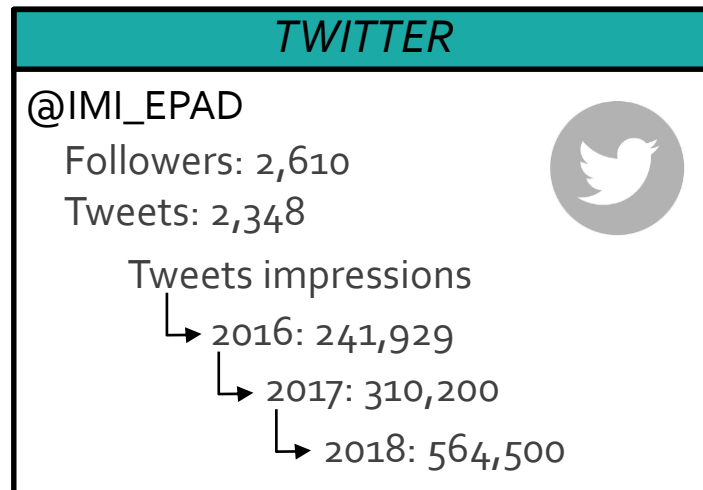 TWITTER
@IMI_EPAD
Followers: 2,610
Tweets: 2,348
Tweets impressions
2016: 241,929
2017: 310,200
2018: 564,500